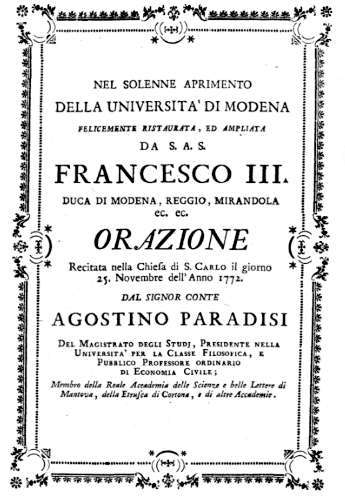 NEL SOLENNE APRIMENTO
DELLA UNIVERSITA' DI MODENA
FELICEMENTE RISTAURATA, ED AMPLIATA
DA S. A. S.
FRANCESCO III.
DUCA DI MODENA, REGGIO, MIRANDOLA
ec. ec.
ORAZIONE
Recitata nella Chieſa di S. CARLO il giorno
25. Novembre dell'Anno 1772.
DAL SIGNOR CONTE
AGOSTINO PARADISI
DEL MAGISTRATO DEGLI STUDJ, PRESIDENTE NELLA
UNIVERSITA' PER LA CLASSE FILOSOFICA, E
PUBBLICO PROFESSORE ORDINARIO
DI ECONOMIA CIVILE;
Membro della Reale Accademia delle Scienze e belle Lettere di
Mantova, della Etruſca di Cortona, e di altre Accademie.